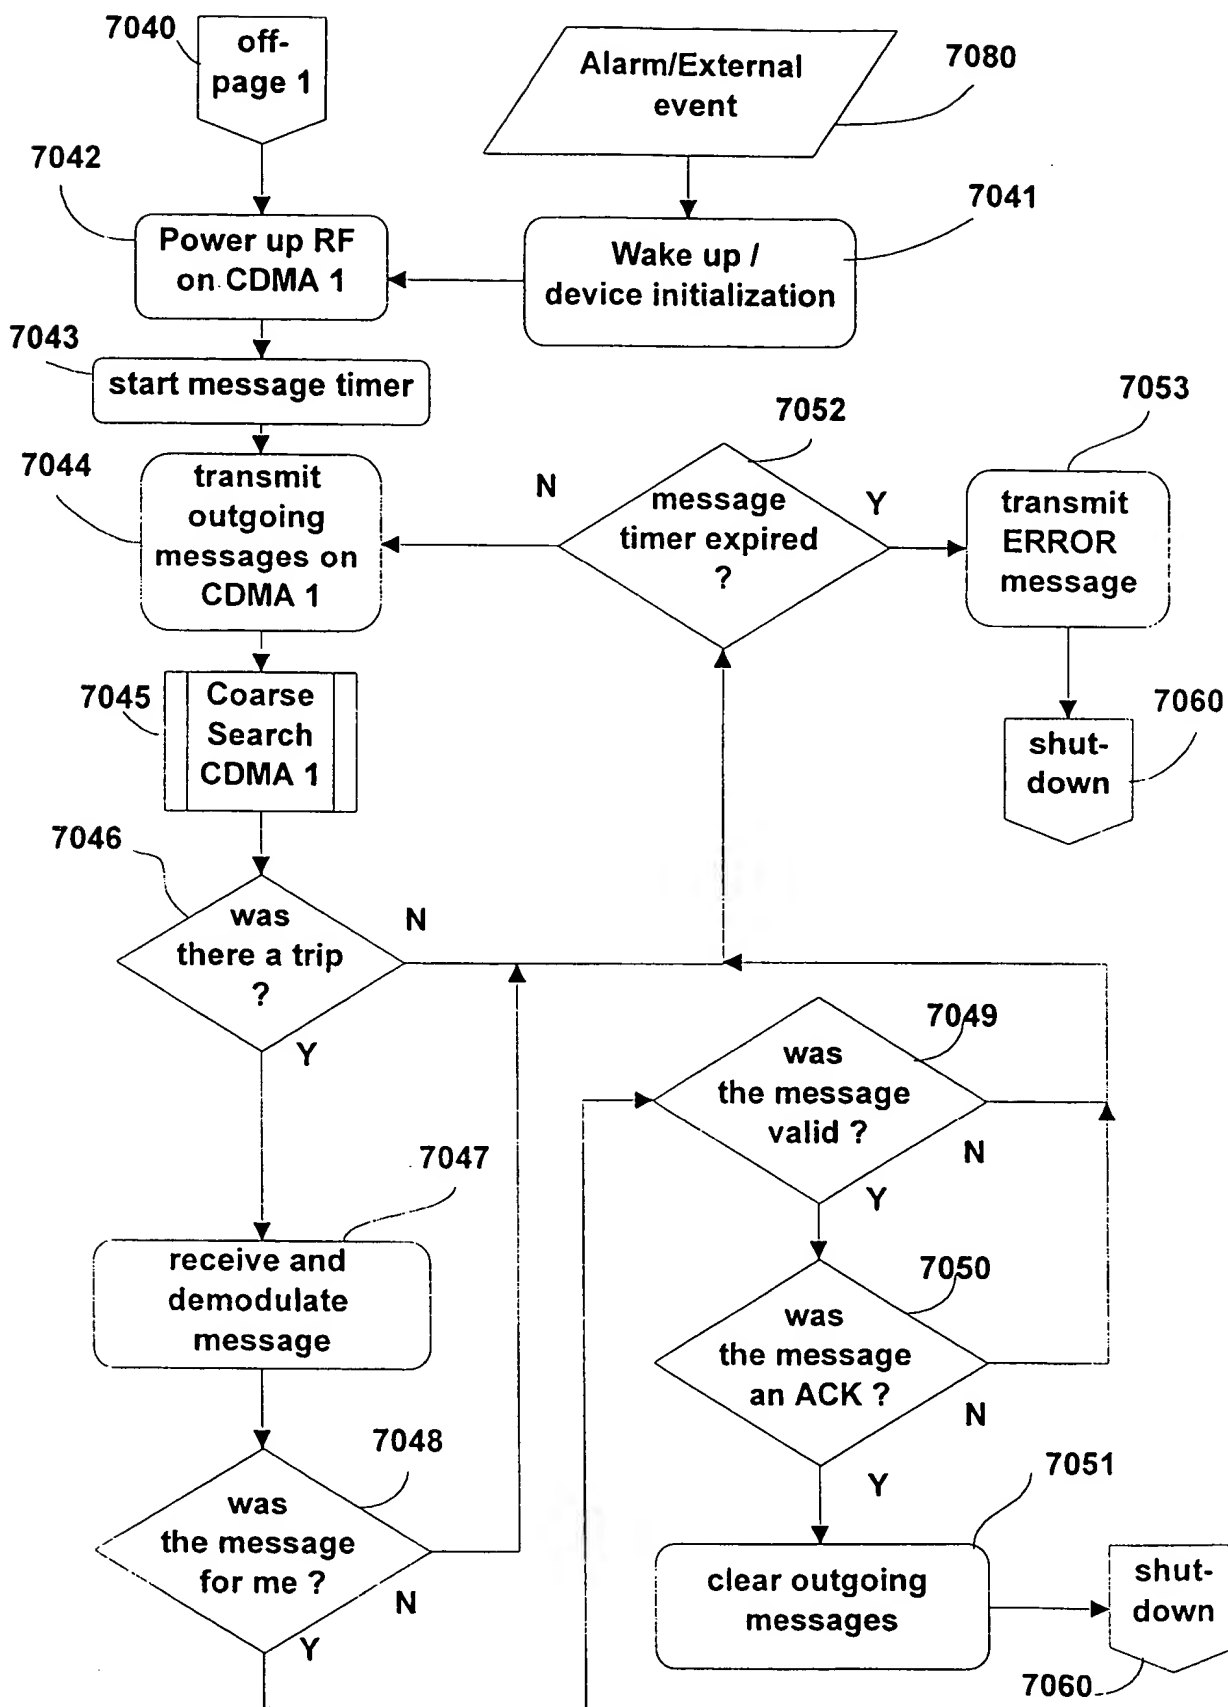 7040
off-
page 1
Alarm/External
event
7080
7042
7041
Power up RF
on CDMA 1
Wake up /
device initialization
7043
start message timer
7052
7053
7044
transmit
outgoing
messages on
CDMA 1
N
message
timer expired
?
Y
transmit
ERROR
message
7045
Coarse
Search
CDMA 1
7060
shut-
down
7046
was
there a trip
?
N
Y
7049
was
the message
valid ?
N
Y
7047
receive and
demodulate
message
7050
was
the message
an ACK ?
N
Y
7048
was
the message
for me ?
N
Y
7051
clear outgoing
messages
shut-
down
7060